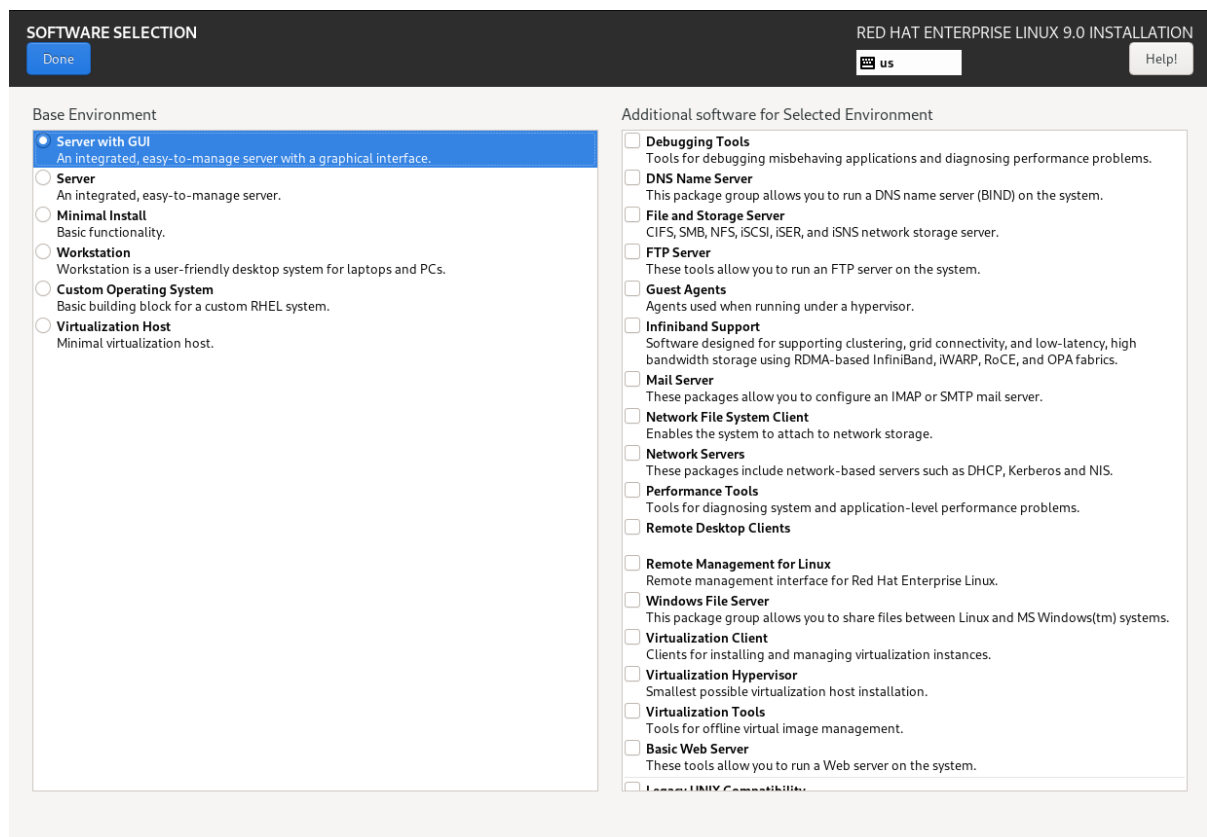 SOFTWARE SELECTION
RED HAT ENTERPRISE LINUX 9.0 INSTALLATION
Done
us
Help!
Base Environment
Server with GUI
An integrated, easy-to-manage server with a graphical interface.
Server
An integrated, easy-to-manage server.
Minimal Install
Basic functionality.
Workstation
Workstation is a user-friendly desktop system for laptops and PCs.
Custom Operating System
Basic building block for a custom RHEL system.
Virtualization Host
Minimal virtualization host.
Additional software for Selected Environment
Debugging Tools
Tools for debugging misbehaving applications and diagnosing performance problems.
DNS Name Server
This package group allows you to run a DNS name server (BIND) on the system.
File and Storage Server
CIFS, SMB, NFS, iSCSI, iSER, and iSNS network storage server.
FTP Server
These tools allow you to run an FTP server on the system.
Guest Agents
Agents used when running under a hypervisor.
Infiniband Support
Software designed for supporting clustering, grid connectivity, and low-latency, high
bandwidth storage using RDMA-based InfiniBand, iWARP, RoCE, and OPA fabrics.
Mail Server
These packages allow you to configure an IMAP or SMTP mail server.
Network File System Client
Enables the system to attach to network storage.
Network Servers
These packages include network-based servers such as DHCP, Kerberos and NIS.
Performance Tools
Tools for diagnosing system and application-level performance problems.
Remote Desktop Clients
Remote Management for Linux
Remote management interface for Red Hat Enterprise Linux.
Windows File Server
This package group allows you to share files between Linux and MS Windows(tm) systems.
Virtualization Client
Clients for installing and managing virtualization instances.
Virtualization Hypervisor
Smallest possible virtualization host installation.
Virtualization Tools
Tools for offline virtual image management.
Basic Web Server
These tools allow you to run a Web server on the system.
Legacy UNIX Compatibility